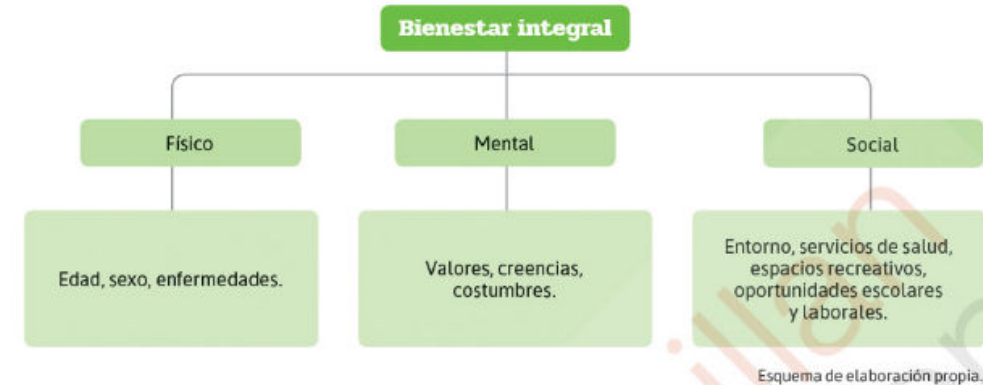 Bienestar integral
Físico
Mental
Social
Edad, sexo, enfermedades.
Valores, creencias,
costumbres.
Entorno, servicios de salud,
espacios recreativos,
oportunidades escolares
y laborales.
Esquema de elaboración propia.